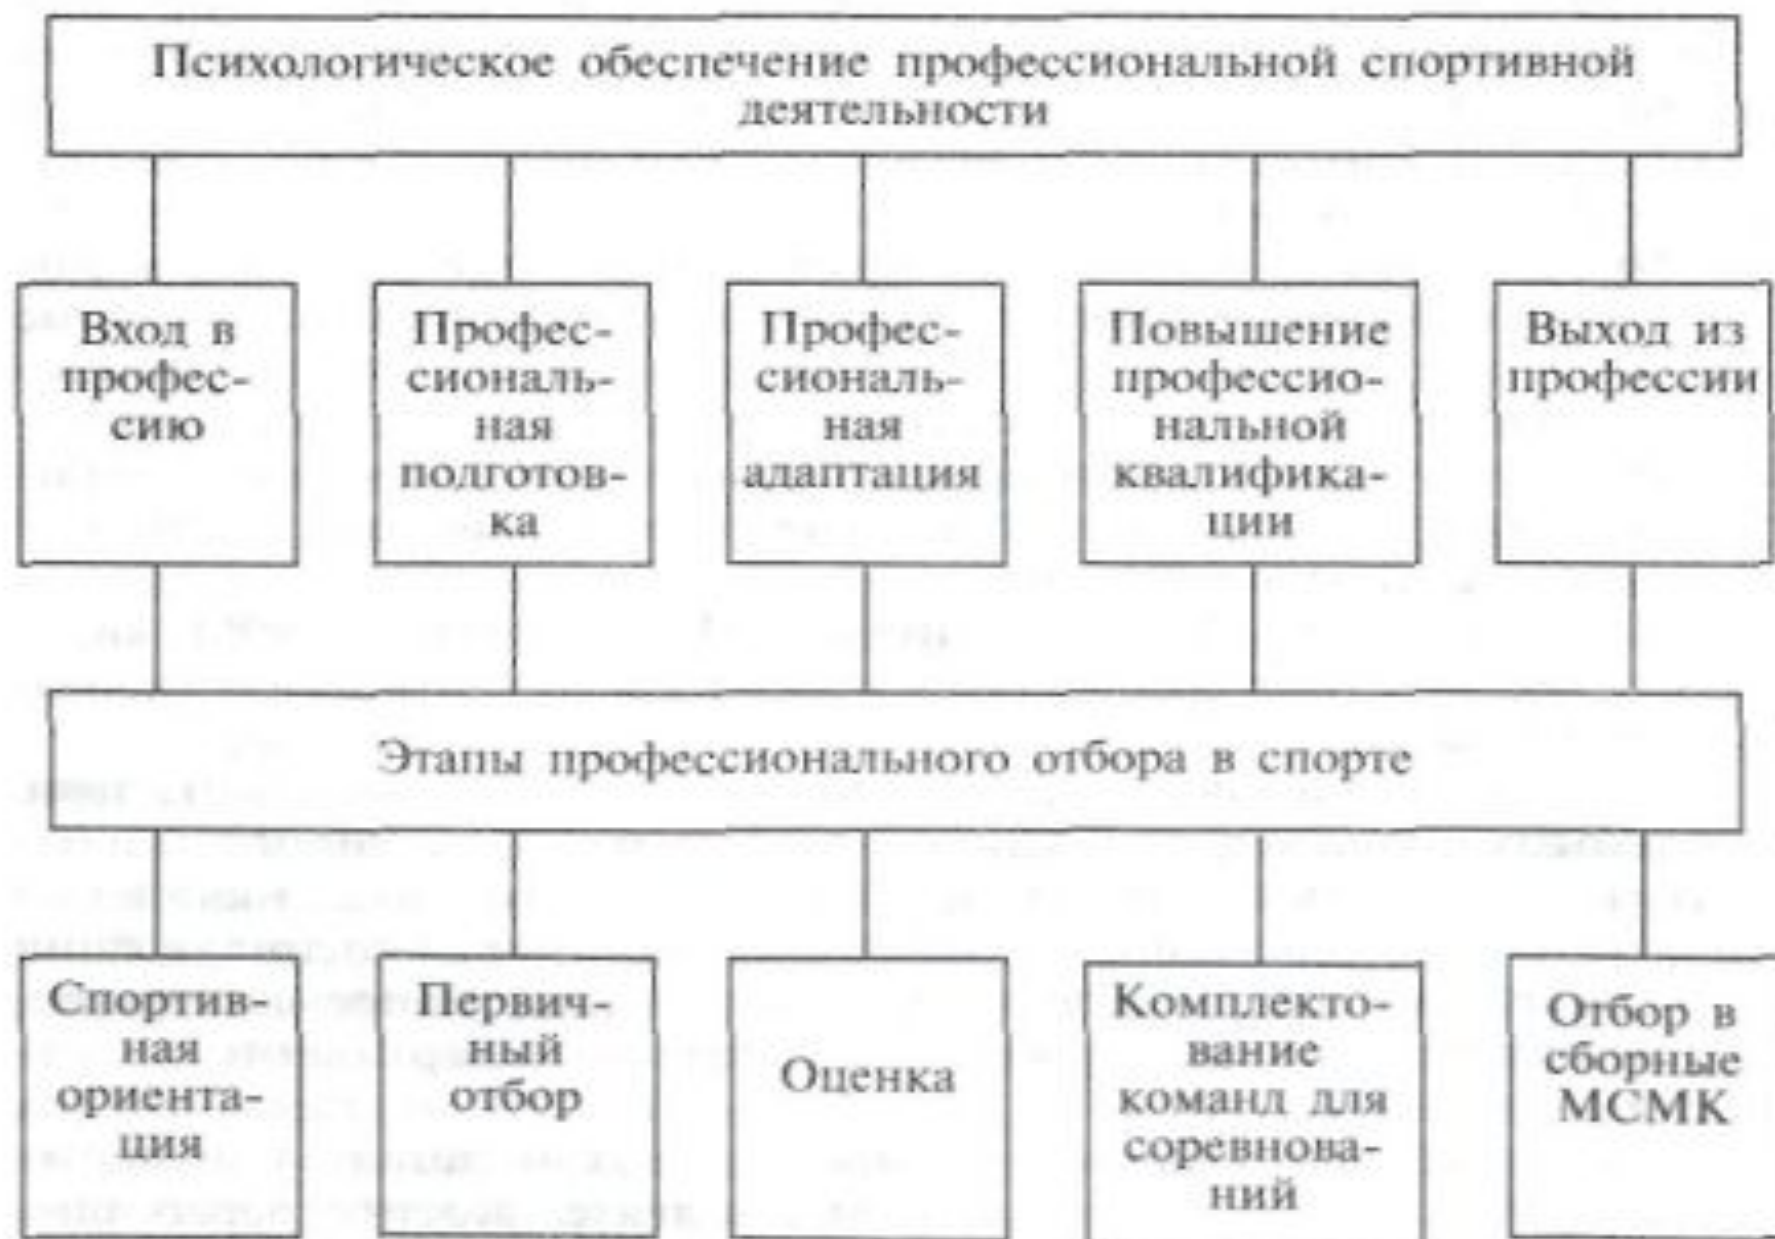 Психологическое обеспечение профессиональной спортивной
деятельности
Вход в
профес-
сию
Профес-
сиональ-
ная
подготов-
ка
Профес-
сиональ-
ная
адаптация
Повышение
профессио-
нальной
квалифика-
ции
Выход из
профессии
Этапы профессионального отбора в спорте
Спортив-
ная
ориента-
ция
Первич-
ный
отбор
Оценка
Комплекто-
вание
команд для
соревнова-
ний
Отбор в
сборные
МСМК